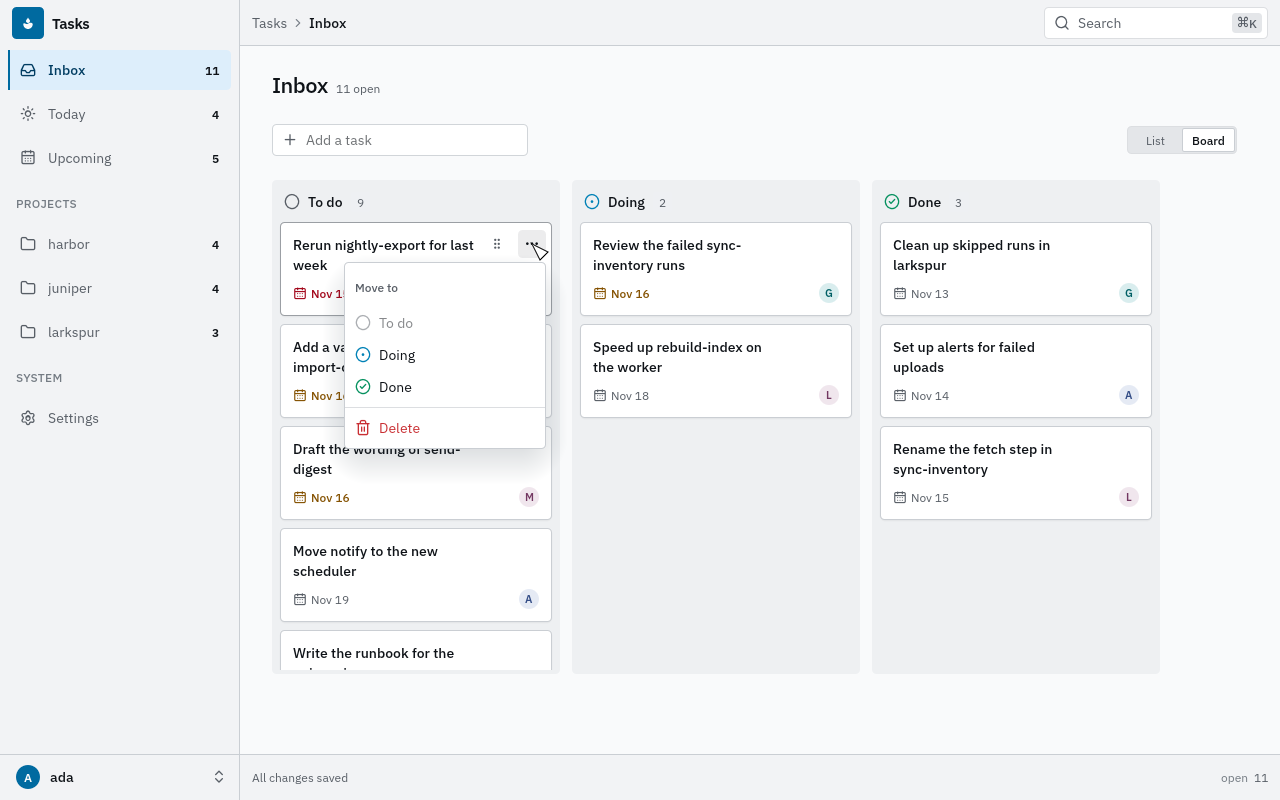 Tasks
Inbox 11
Today 4
Upcoming 5
PROJECTS
harbor 4
juniper 4
larkspur 3
SYSTEM
Settings
A ada
Tasks Inbox
Search ⌘K
Inbox 11 open
Add a task
List Board
To do 9
Rerun nightly-export for last
week
Move to
To do
Doing
Done
Delete
Draft the wording of send-
digest
Nov 16 M
Move notify to the new
scheduler
Nov 19 A
Write the runbook for the
Doing 2
Review the failed sync-
inventory runs
Nov 16 G
Speed up rebuild-index on
the worker
Nov 18 L
Done 3
Clean up skipped runs in
larkspur
Nov 13 G
Set up alerts for failed
uploads
Nov 14 A
Rename the fetch step in
sync-inventory
Nov 15 L
All changes saved
open 11